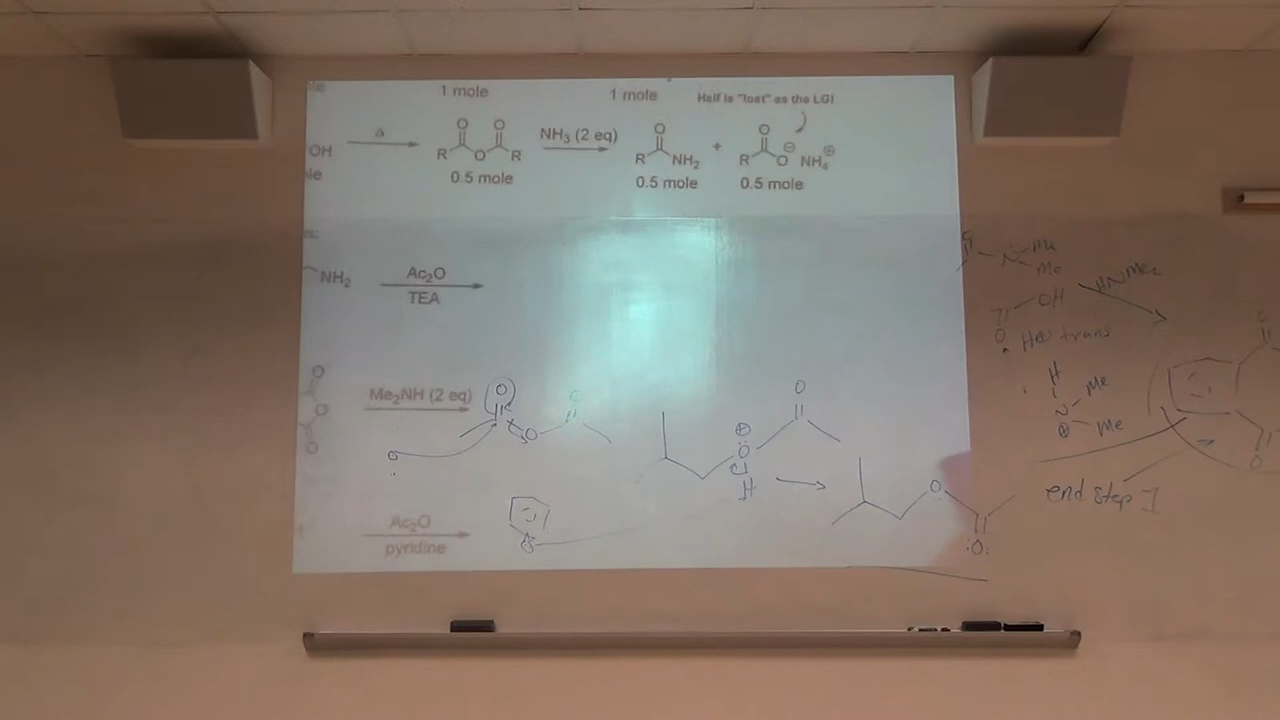 1 mole 1 mole Half is "lost" as the LG!
OH Δ NH₃ (2 eq)
R O O O R R O NH₂ + R O O⊖ NH₄⊕
0.5 mole 0.5 mole 0.5 mole
NH₂ Ac₂O
TEA
Me₂NH (2 eq)
O O O
O
O
⊕
O
H
O
O
Ac₂O
pyridine
N
Me
Me
HNMe₂
OH
O
trans
H
N Me
⊕ Me
end step I
O
O